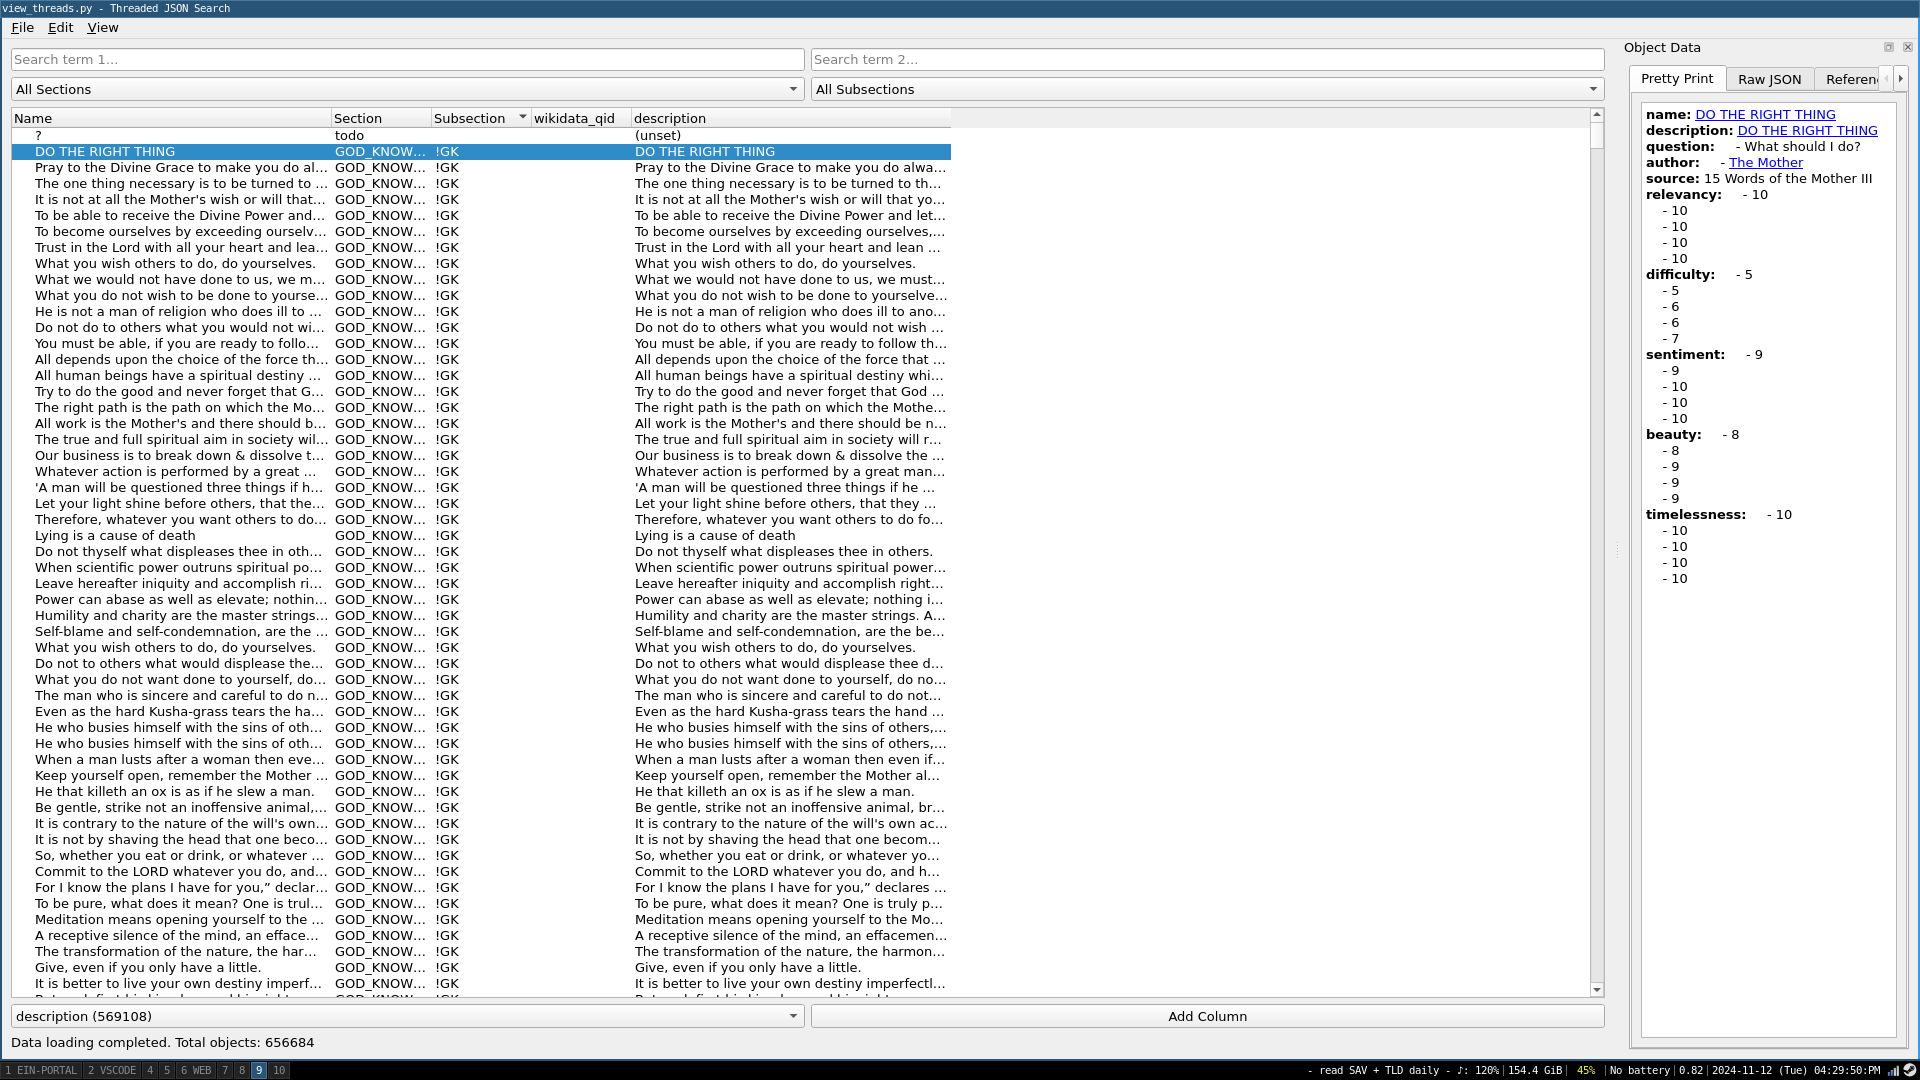 view_threads.py - Threaded JSON Search
File Edit View
Search term 1... Search term 2...
All Sections All Subsections
Name Section Subsection wikidata_qid description
? todo (unset)
DO THE RIGHT THING GOD_KNOW... !GK DO THE RIGHT THING
Pray to the Divine Grace to make you do al... GOD_KNOW... !GK Pray to the Divine Grace to make you do alwa...
The one thing necessary is to be turned to ... GOD_KNOW... !GK The one thing necessary is to be turned to th...
It is not at all the Mother's wish or will that... GOD_KNOW... !GK It is not at all the Mother's wish or will that yo...
To be able to receive the Divine Power and... GOD_KNOW... !GK To be able to receive the Divine Power and let...
To become ourselves by exceeding ourselv... GOD_KNOW... !GK To become ourselves by exceeding ourselves,...
Trust in the Lord with all your heart and lea... GOD_KNOW... !GK Trust in the Lord with all your heart and lean ...
What you wish others to do, do yourselves. GOD_KNOW... !GK What you wish others to do, do yourselves.
What we would not have done to us, we m... GOD_KNOW... !GK What we would not have done to us, we must...
What you do not wish to be done to yourse... GOD_KNOW... !GK What you do not wish to be done to yourselve...
He is not a man of religion who does ill to ... GOD_KNOW... !GK He is not a man of religion who does ill to ano...
Do not do to others what you would not wi... GOD_KNOW... !GK Do not do to others what you would not wish ...
You must be able, if you are ready to follo... GOD_KNOW... !GK You must be able, if you are ready to follow th...
All depends upon the choice of the force th... GOD_KNOW... !GK All depends upon the choice of the force that ...
All human beings have a spiritual destiny ... GOD_KNOW... !GK All human beings have a spiritual destiny whi...
Try to do the good and never forget that G... GOD_KNOW... !GK Try to do the good and never forget that God ...
The right path is the path on which the Mo... GOD_KNOW... !GK The right path is the path on which the Mothe...
All work is the Mother's and there should b... GOD_KNOW... !GK All work is the Mother's and there should be n...
The true and full spiritual aim in society wil... GOD_KNOW... !GK The true and full spiritual aim in society will r...
Our business is to break down & dissolve t... GOD_KNOW... !GK Our business is to break down & dissolve the ...
Whatever action is performed by a great ... GOD_KNOW... !GK Whatever action is performed by a great man...
'A man will be questioned three things if h... GOD_KNOW... !GK 'A man will be questioned three things if he ...
Let your light shine before others, that the... GOD_KNOW... !GK Let your light shine before others, that they ...
Therefore, whatever you want others to do... GOD_KNOW... !GK Therefore, whatever you want others to do fo...
Lying is a cause of death GOD_KNOW... !GK Lying is a cause of death
Do not thyself what displeases thee in oth... GOD_KNOW... !GK Do not thyself what displeases thee in others.
When scientific power outruns spiritual po... GOD_KNOW... !GK When scientific power outruns spiritual power...
Leave hereafter iniquity and accomplish ri... GOD_KNOW... !GK Leave hereafter iniquity and accomplish right...
Power can abase as well as elevate; nothin... GOD_KNOW... !GK Power can abase as well as elevate; nothing i...
Humility and charity are the master strings... GOD_KNOW... !GK Humility and charity are the master strings. A...
Self-blame and self-condemnation, are the ... GOD_KNOW... !GK Self-blame and self-condemnation, are the be...
What you wish others to do, do yourselves. GOD_KNOW... !GK What you wish others to do, do yourselves.
Do not to others what would displease the... GOD_KNOW... !GK Do not to others what would displease thee d...
What you do not want done to yourself, do... GOD_KNOW... !GK What you do not want done to yourself, do no...
The man who is sincere and careful to do n... GOD_KNOW... !GK The man who is sincere and careful to do not...
Even as the hard Kusha-grass tears the ha... GOD_KNOW... !GK Even as the hard Kusha-grass tears the hand ...
He who busies himself with the sins of oth... GOD_KNOW... !GK He who busies himself with the sins of others,...
He who busies himself with the sins of oth... GOD_KNOW... !GK He who busies himself with the sins of others,...
When a man lusts after a woman then eve... GOD_KNOW... !GK When a man lusts after a woman then even if...
Keep yourself open, remember the Mother ... GOD_KNOW... !GK Keep yourself open, remember the Mother al...
He that killeth an ox is as if he slew a man. GOD_KNOW... !GK He that killeth an ox is as if he slew a man.
Be gentle, strike not an inoffensive animal,... GOD_KNOW... !GK Be gentle, strike not an inoffensive animal, br...
It is contrary to the nature of the will's own... GOD_KNOW... !GK It is contrary to the nature of the will's own ac...
It is not by shaving the head that one beco... GOD_KNOW... !GK It is not by shaving the head that one becom...
So, whether you eat or drink, or whatever ... GOD_KNOW... !GK So, whether you eat or drink, or whatever yo...
Commit to the LORD whatever you do, and... GOD_KNOW... !GK Commit to the LORD whatever you do, and h...
For I know the plans I have for you,” declar... GOD_KNOW... !GK For I know the plans I have for you,” declares ...
To be pure, what does it mean? One is trul... GOD_KNOW... !GK To be pure, what does it mean? One is truly p...
Meditation means opening yourself to the ... GOD_KNOW... !GK Meditation means opening yourself to the Mo...
A receptive silence of the mind, an efface... GOD_KNOW... !GK A receptive silence of the mind, an effacemen...
The transformation of the nature, the har... GOD_KNOW... !GK The transformation of the nature, the harmon...
Give, even if you only have a little. GOD_KNOW... !GK Give, even if you only have a little.
It is better to live your own destiny imperf... GOD_KNOW... !GK It is better to live your own destiny imperfectl...
description (569108) Add Column
Data loading completed. Total objects: 656684
Object Data
Pretty Print Raw JSON Referen
name: DO THE RIGHT THING
description: DO THE RIGHT THING
question: - What should I do?
author: - The Mother
source: 15 Words of the Mother III
relevancy: - 10
- 10
- 10
- 10
- 10
difficulty: - 5
- 5
- 6
- 6
- 7
sentiment: - 9
- 9
- 10
- 10
- 10
beauty: - 8
- 8
- 9
- 9
- 9
timelessness: - 10
- 10
- 10
- 10
- 10
1 EIN-PORTAL 2 VSCODE 4 5 6 WEB 7 8 9 10 - read SAV + TLD daily - ♪: 120% 154.4 GiB 45% No battery 0.82 2024-11-12 (Tue) 04:29:50:PM